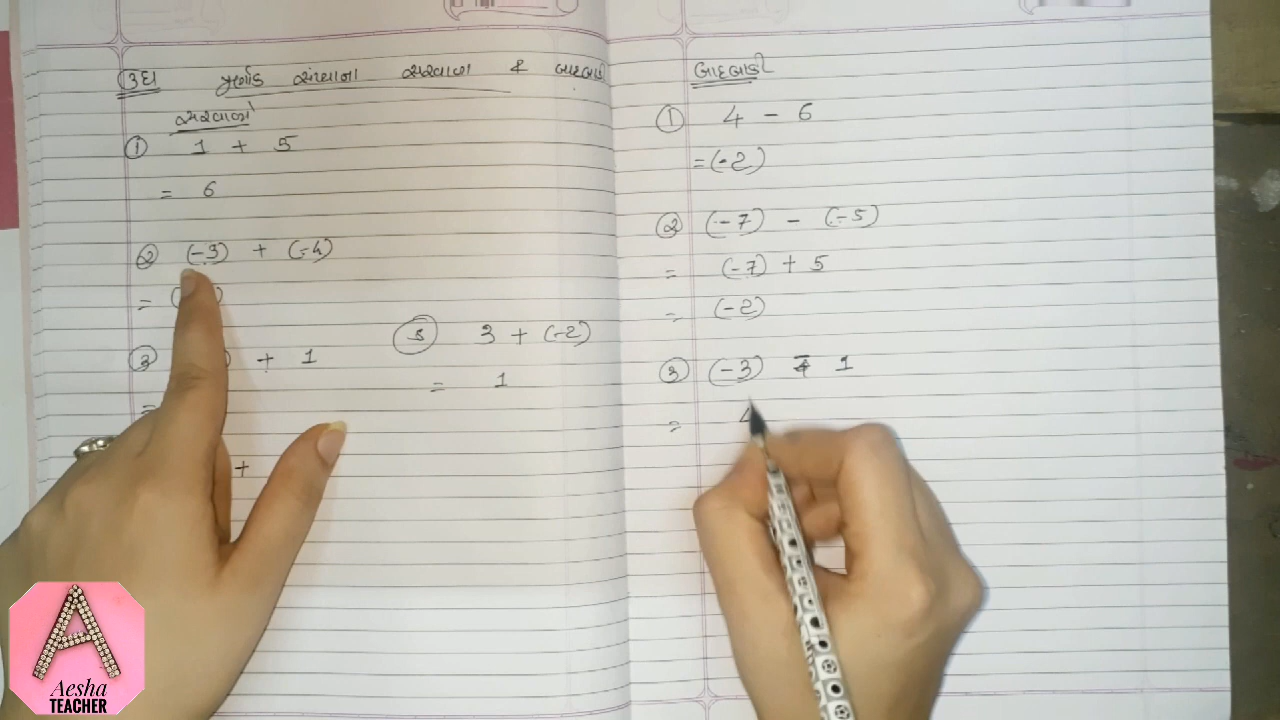 ઉદા પૂર્ણાંક સંખ્યાના સરવાળા ને બાદબાકી
સરવાળો
① 1 + 5
= 6
② (-3) + (-4)
=
③ + 1
+
5 3 + (-2)
= 1
બાદબાકી
① 4 - 6
= (-2)
② (-7) - (-5)
= (-7) + 5
= (-2)
③ (-3) - 1
= 4
A
Aesha
TEACHER